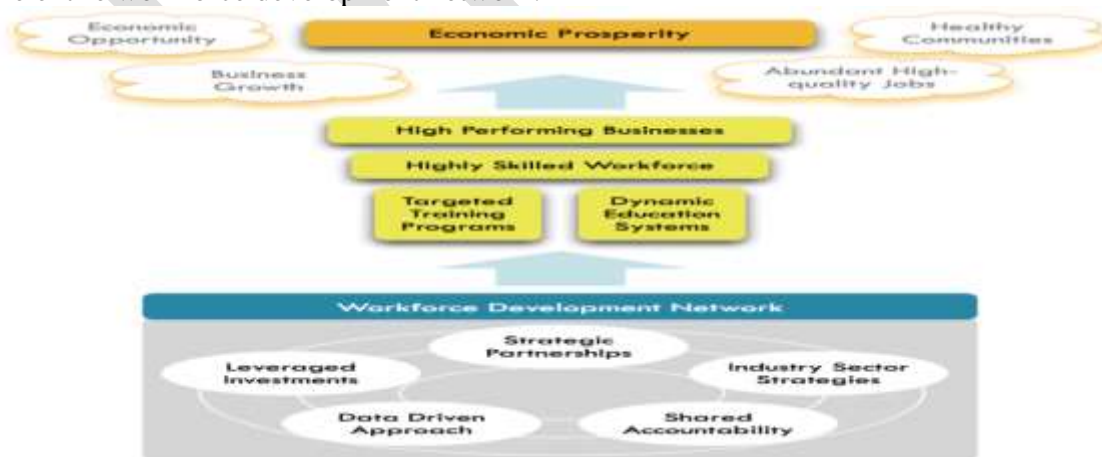 Economic
Opportunity
Economic Prosperity
Healthy
Communities
Business
Growth
Abundant High-
quality Jobs
High Performing Businesses
Highly Skilled Workforce
Targeted
Training
Programs
Dynamic
Education
Systems
Workforce Development Network
Strategic
Partnerships
Leveraged
Investments
Industry Sector
Strategies
Data Driven
Approach
Shared
Accountability